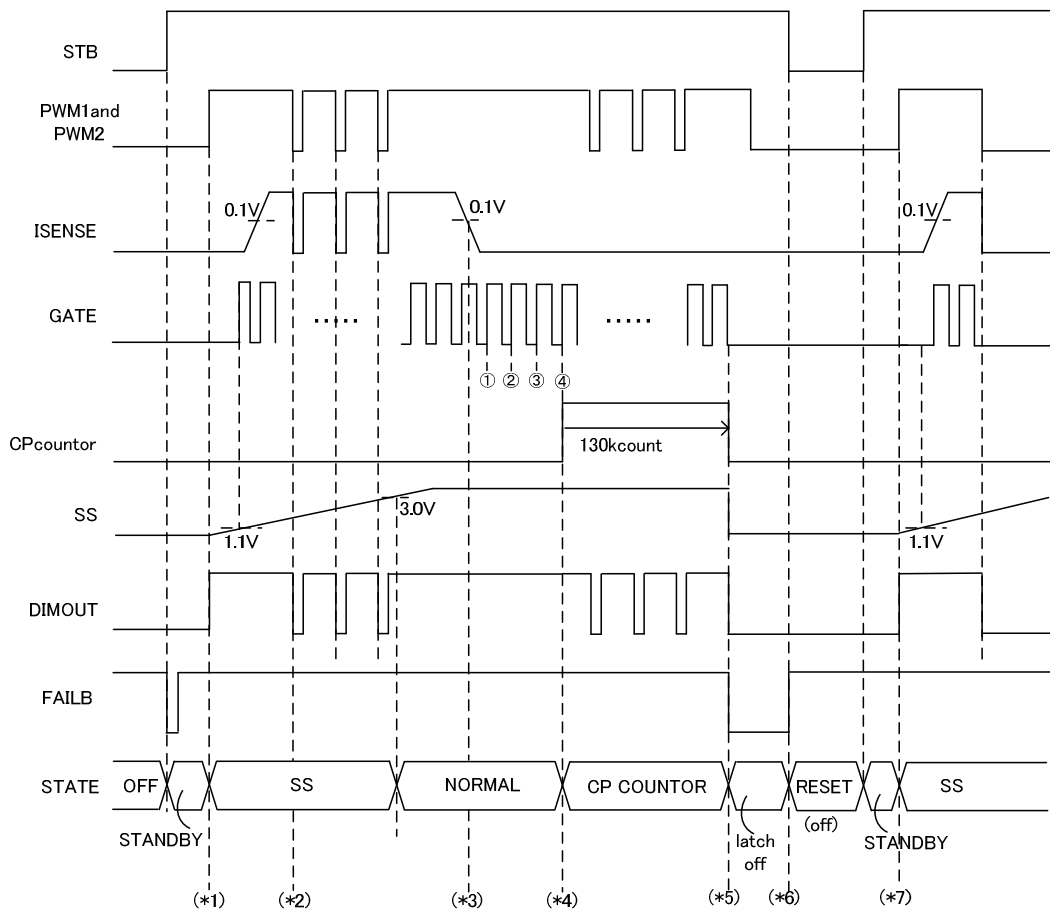 STB
PWM1and
PWM2
0.1V
0.1V
0.1V
ISENSE
GATE
.....
.....
① ② ③ ④
CPcountor
130kcount
SS
3.0V
1.1V
1.1V
DIMOUT
FAILB
STATE
OFF
SS
NORMAL
CP COUNTOR
RESET
SS
(off)
STANDBY
latch
off
STANDBY
(*1)
(*2)
(*3)
(*4)
(*5)
(*6)
(*7)